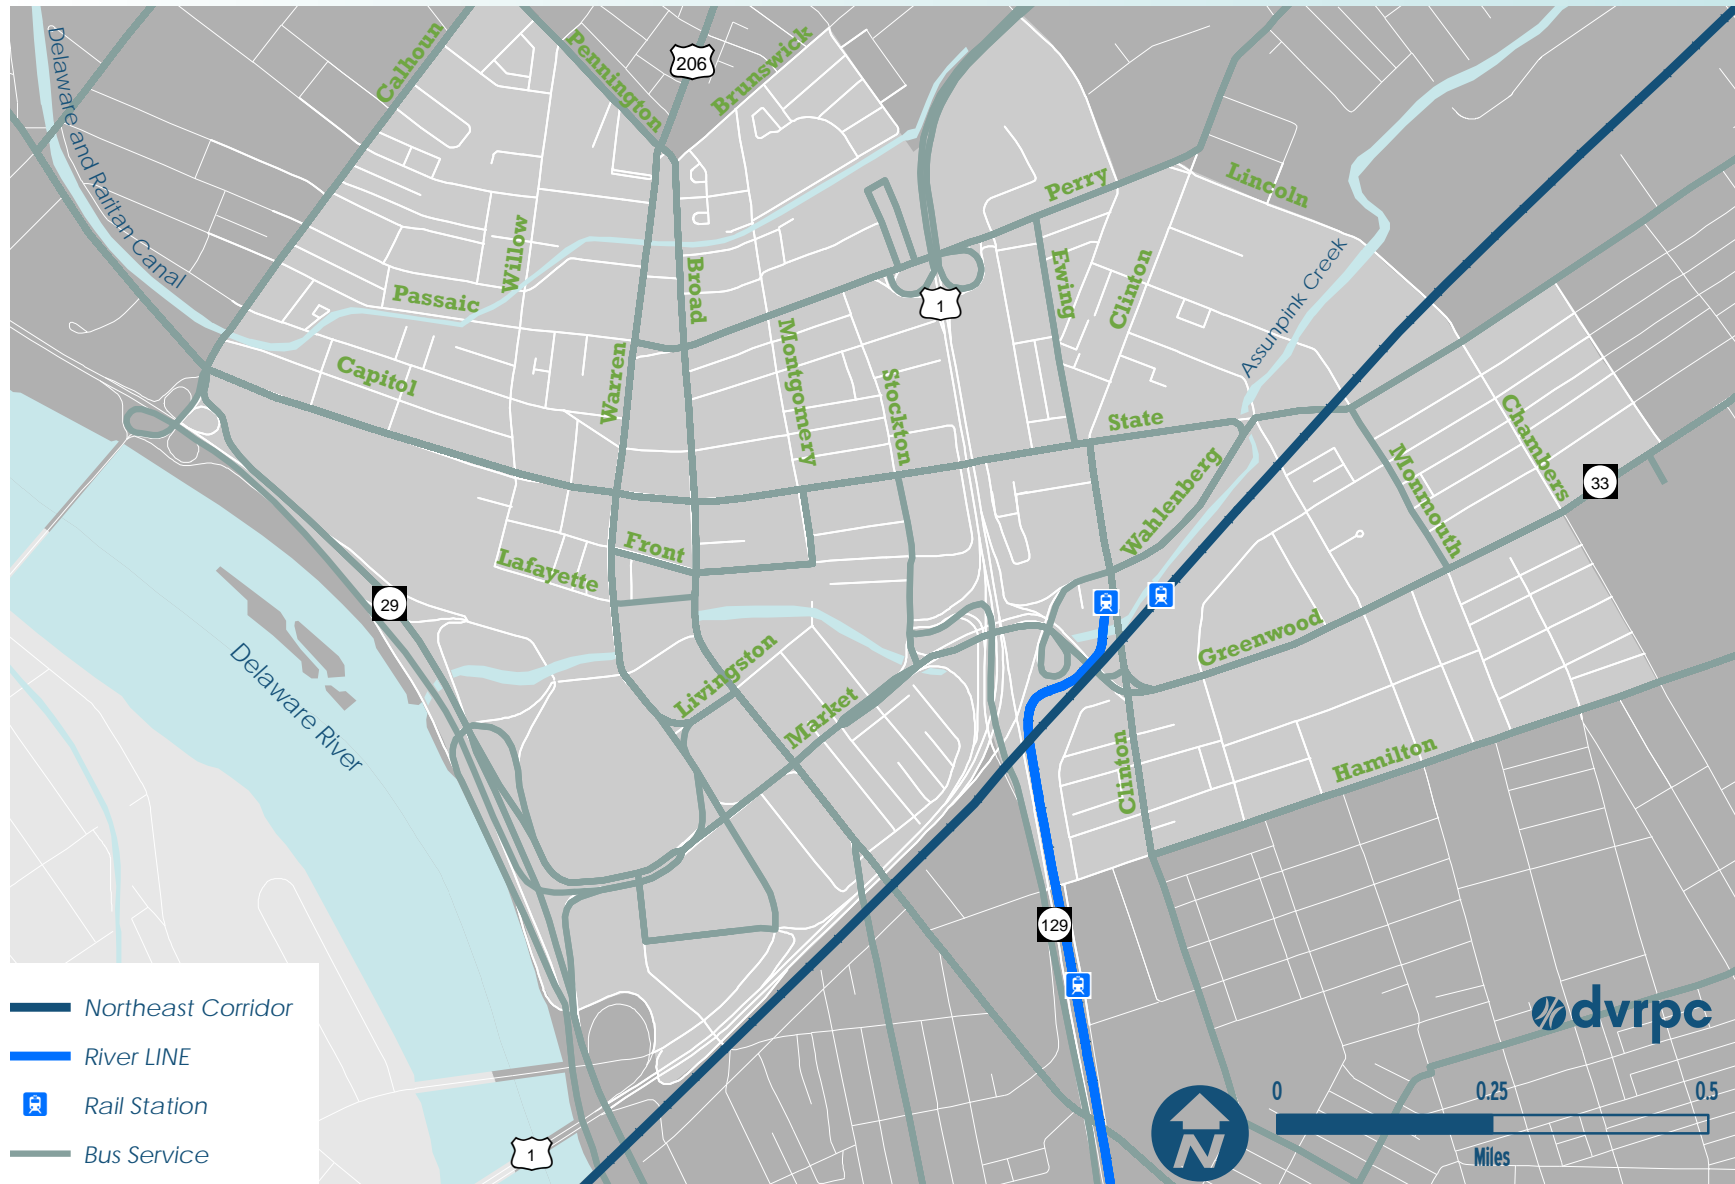 Delaware and Raritan Canal
Calhoun
Pennington
206
Brunswick
Perry
Lincoln
Willow
Passaic
Broad
Ewing
Clinton
Assunpink Creek
1
Capitol
Warren
Montgomery
Stockton
State
Chambers
Monmouth
33
Wahlenberg
Front
Lafayette
29
Delaware River
Livingston
Market
Greenwood
Hamilton
Clinton
129
Northeast Corridor
River LINE
Rail Station
Bus Service
1
dvrpc
N
0 0.25 0.5
Miles